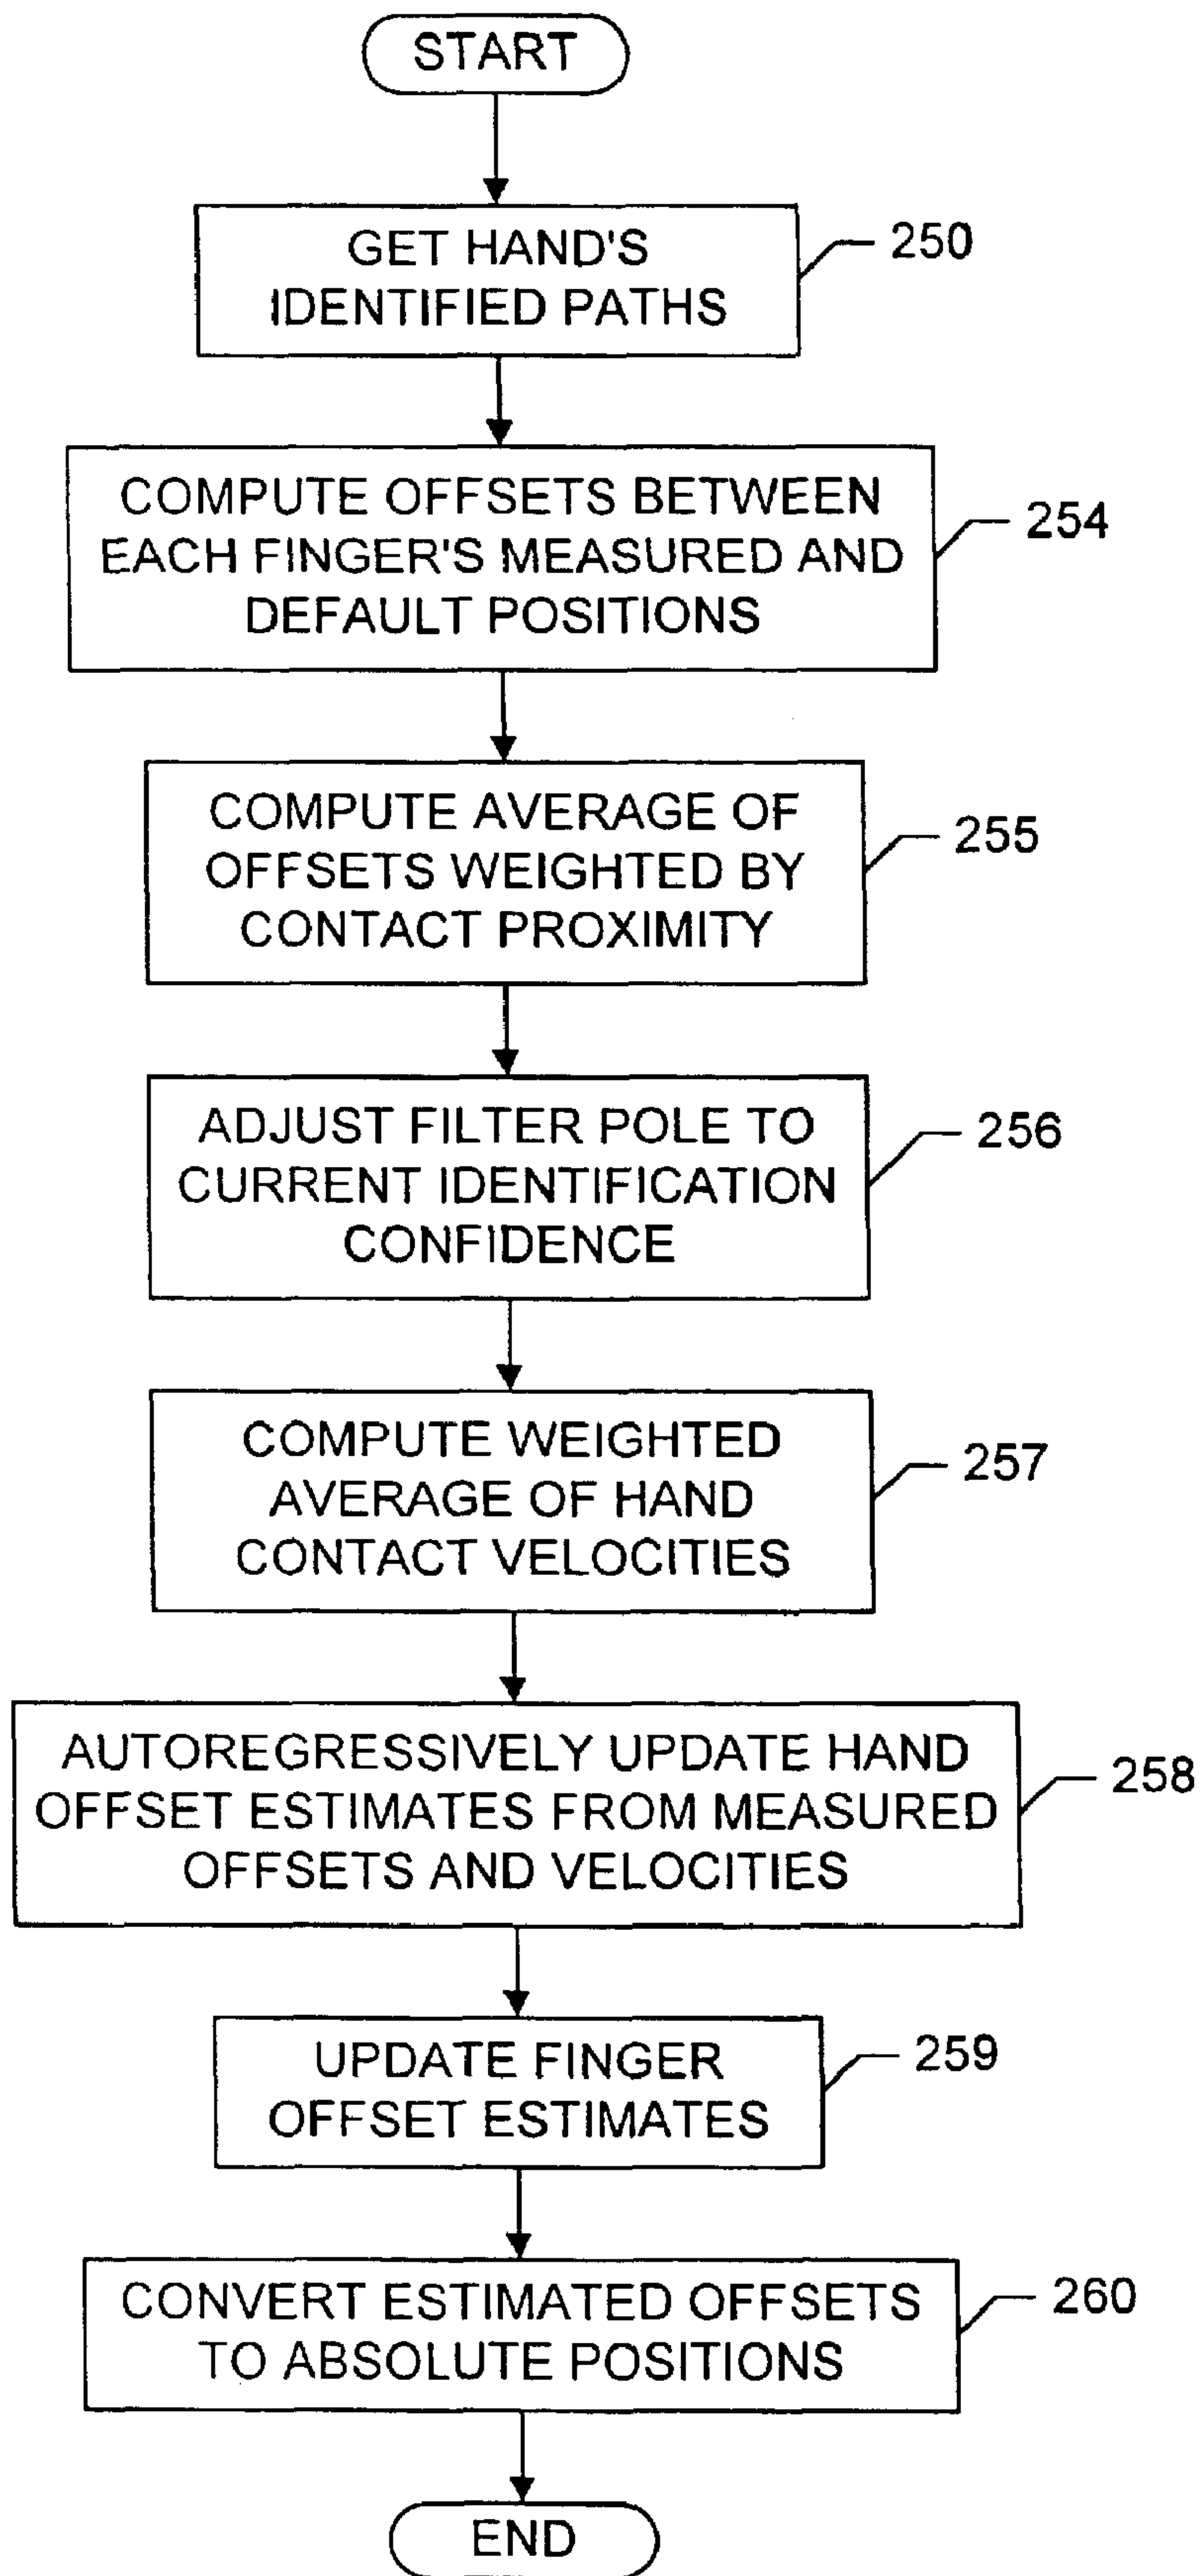 START
GET HAND'S
IDENTIFIED PATHS
250
COMPUTE OFFSETS BETWEEN
EACH FINGER'S MEASURED AND
DEFAULT POSITIONS
254
COMPUTE AVERAGE OF
OFFSETS WEIGHTED BY
CONTACT PROXIMITY
255
ADJUST FILTER POLE TO
CURRENT IDENTIFICATION
CONFIDENCE
256
COMPUTE WEIGHTED
AVERAGE OF HAND
CONTACT VELOCITIES
257
AUTOREGRESSIVELY UPDATE HAND
OFFSET ESTIMATES FROM MEASURED
OFFSETS AND VELOCITIES
258
UPDATE FINGER
OFFSET ESTIMATES
259
CONVERT ESTIMATED OFFSETS
TO ABSOLUTE POSITIONS
260
END